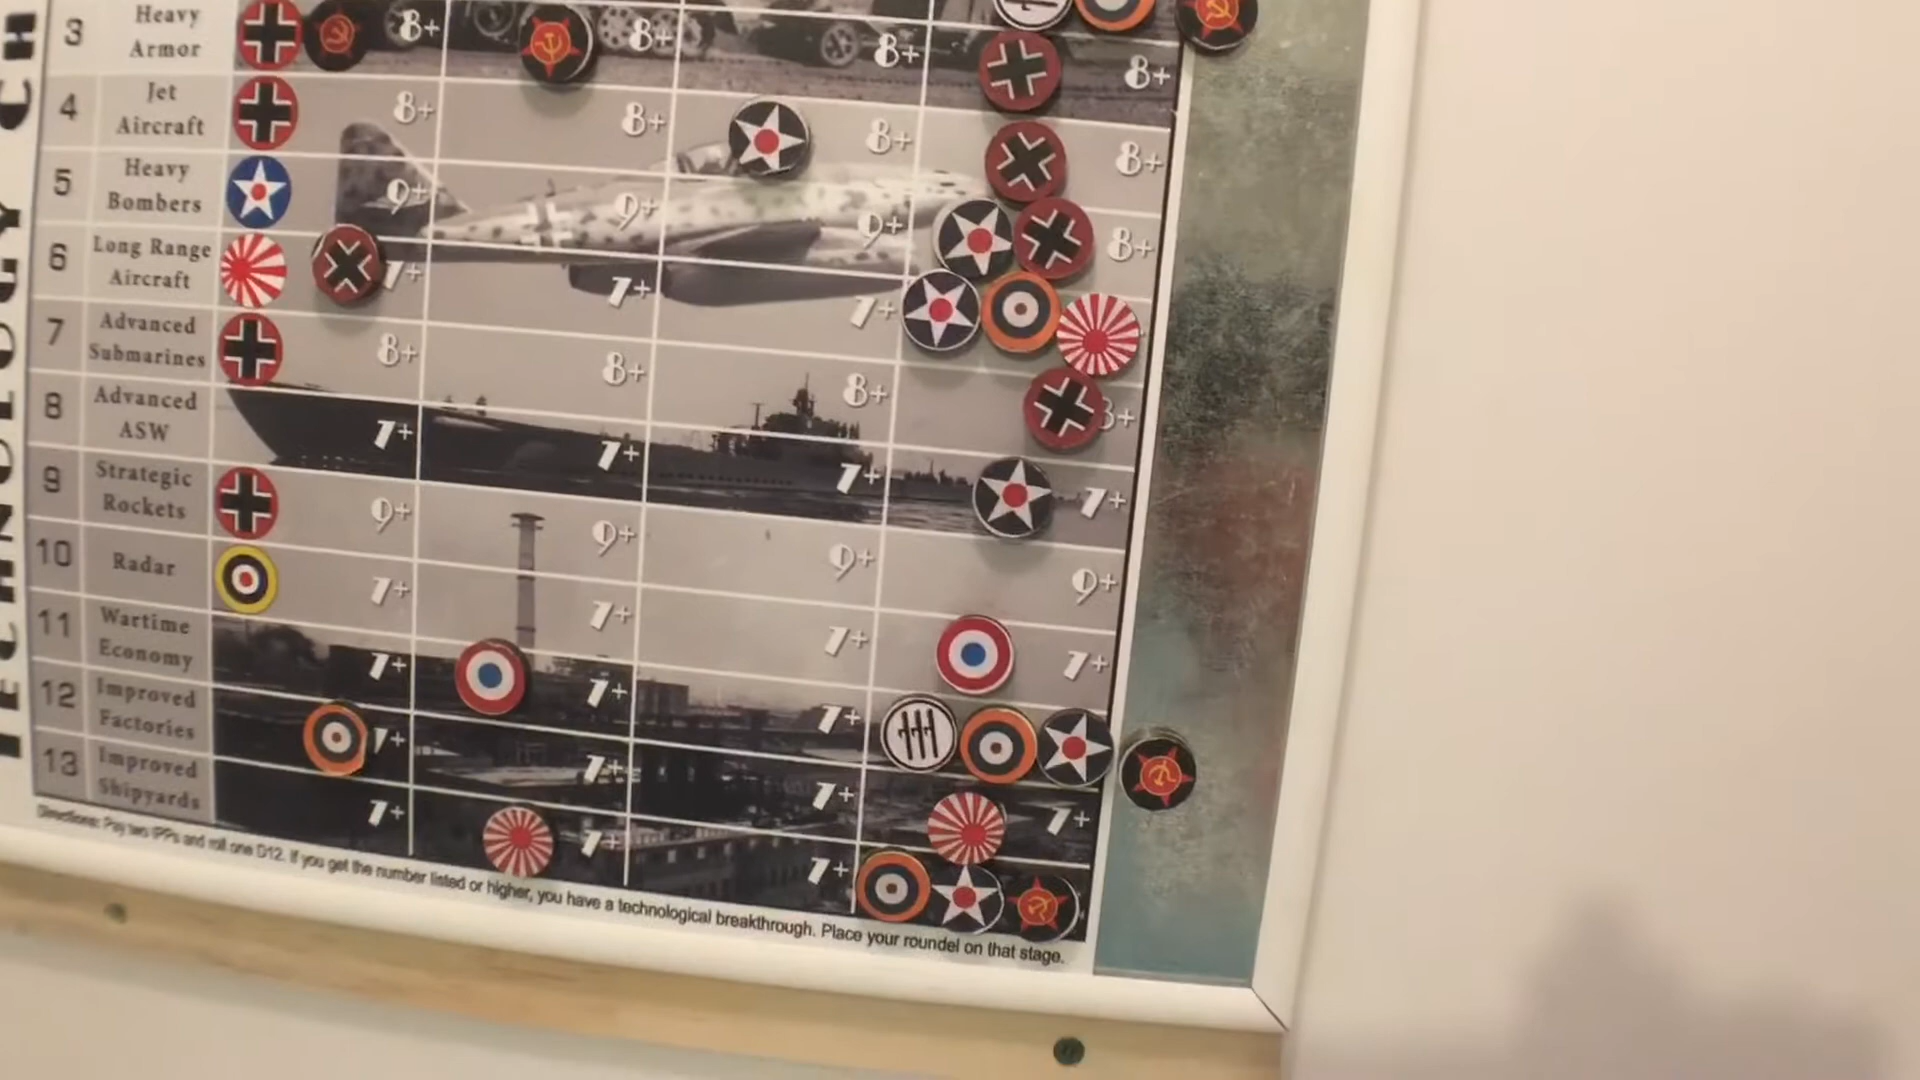 TECHNOLOGY CH
3 Heavy Armor 8+ 8+ 8+ 8+
4 Jet Aircraft 8+ 8+ 8+ 8+
5 Heavy Bombers 9+ 9+ 9+ 8+
6 Long Range Aircraft 7+ 7+ 7+
7 Advanced Submarines 8+ 8+ 8+ 8+
8 Advanced ASW 7+ 7+ 7+ 7+
9 Strategic Rockets 9+ 9+ 9+ 9+
10 Radar 7+ 7+ 7+ 7+
11 Wartime Economy 7+ 7+ 7+
12 Improved Factories 7+ 7+ 7+ 7+
13 Improved Shipyards 7+ 7+ 7+
Directions: Pay two IPPs and roll one D12. If you get the number listed or higher, you have a technological breakthrough. Place your roundel on that stage.